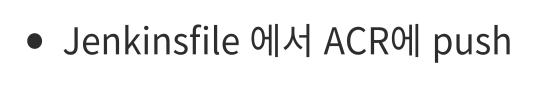 • Jenkinsfile 에서 ACR에 push